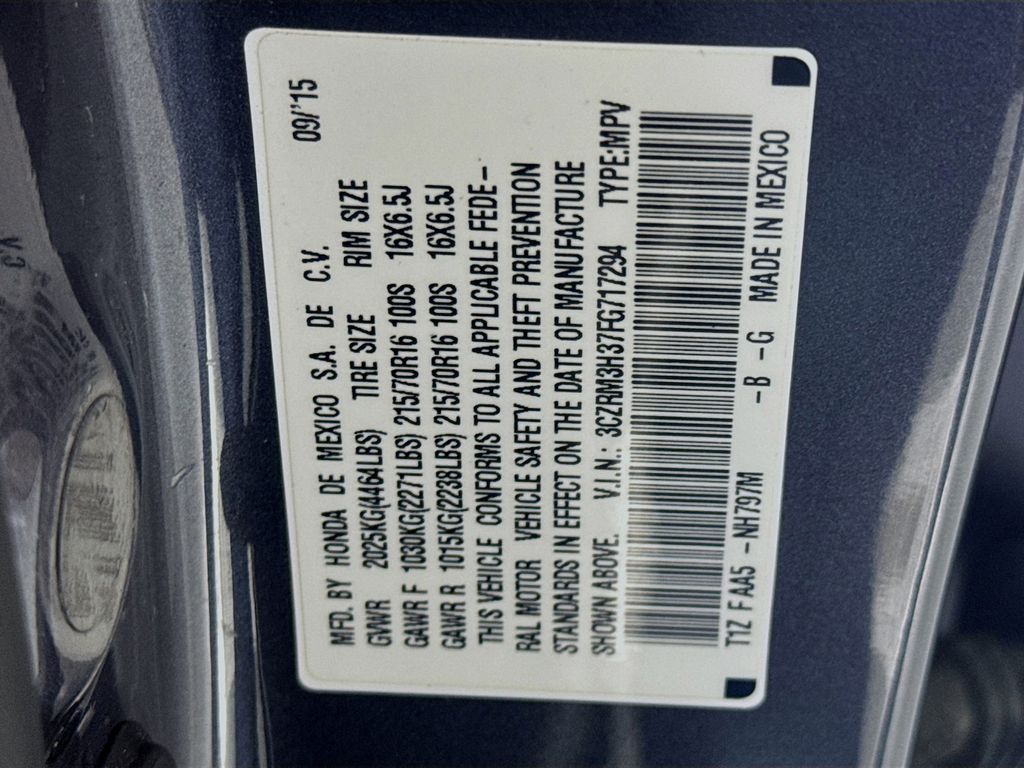 09/'15
MFD. BY HONDA DE MEXICO S.A. DE C.V.
GVWR 2025KG(4464LBS) TIRE SIZE RIM SIZE
GAWR F 1030KG(2271LBS) 215/70R16 100S 16X6.5J
GAWR R 1015KG(2238LBS) 215/70R16 100S 16X6.5J
THIS VEHICLE CONFORMS TO ALL APPLICABLE FEDE-
RAL MOTOR VEHICLE SAFETY AND THEFT PREVENTION
STANDARDS IN EFFECT ON THE DATE OF MANUFACTURE
SHOWN ABOVE. V.I.N.: 3CZRM3H37FG717294 TYPE:MPV
T1Z F AA5 -NH797M -B -G MADE IN MEXICO